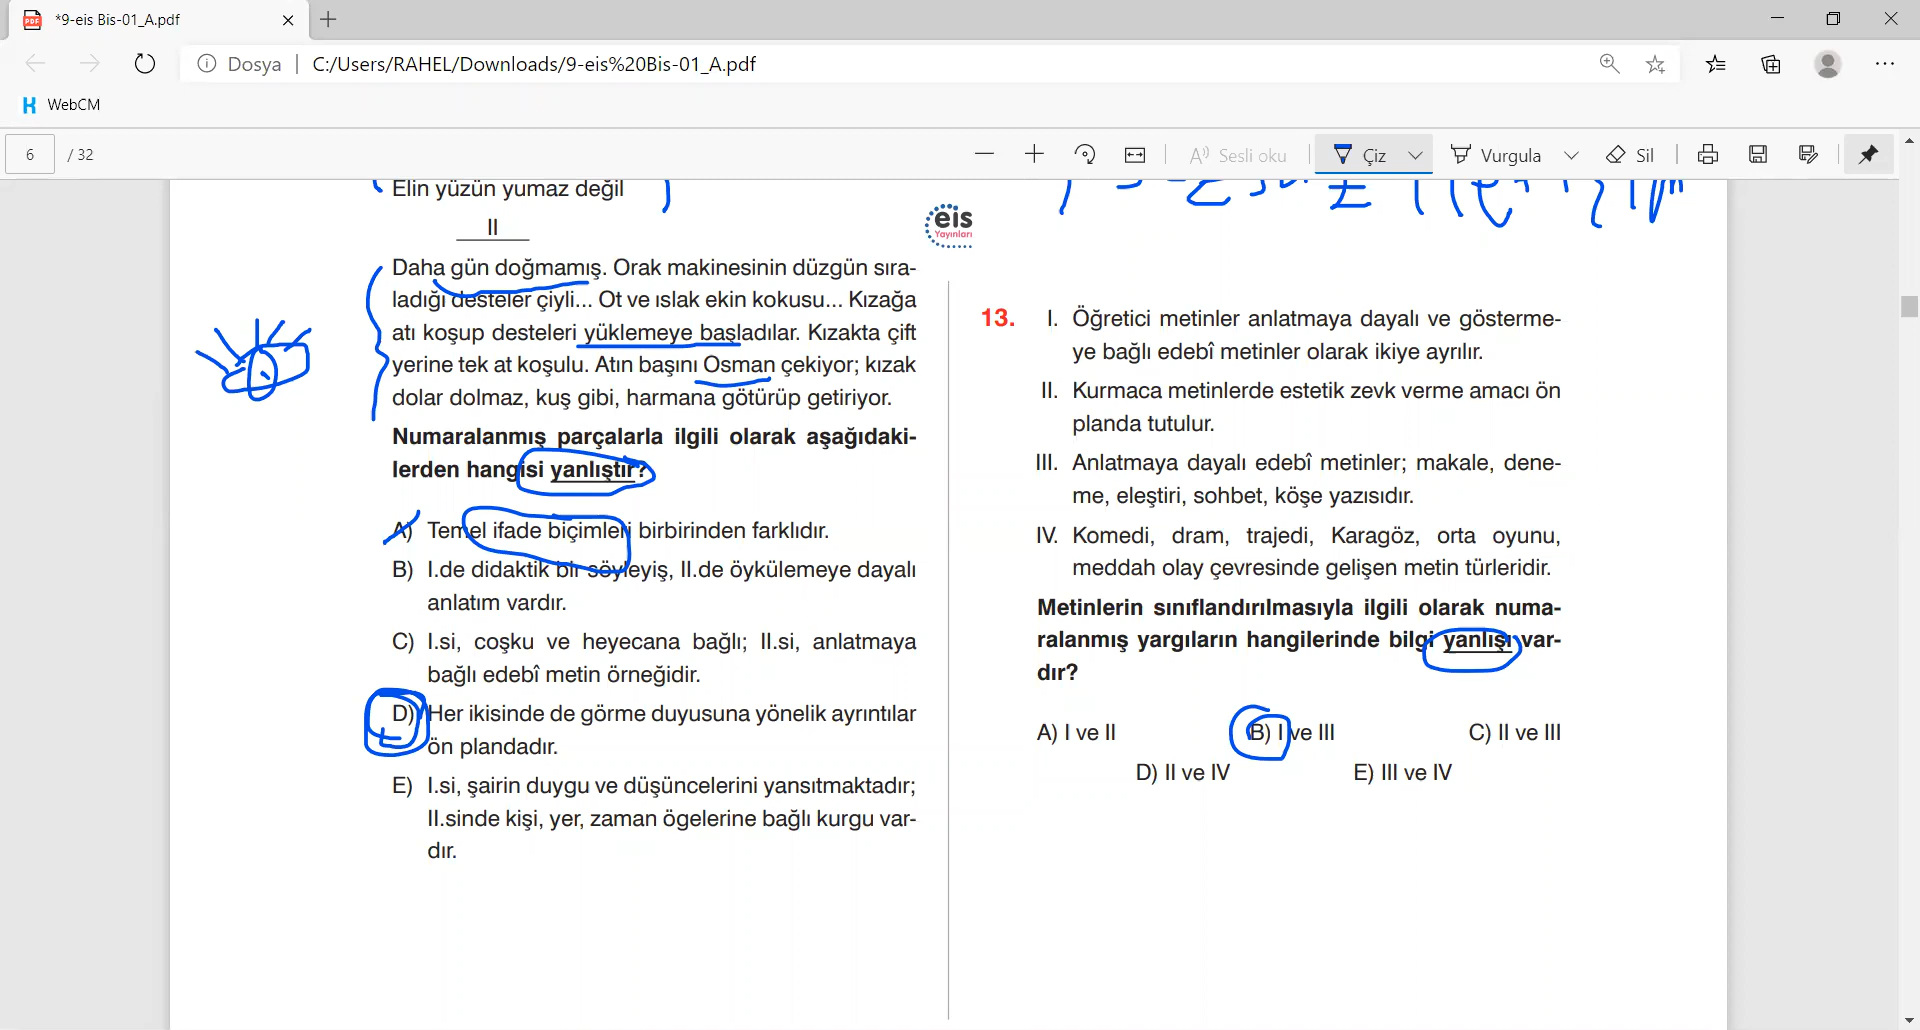 *9-eis Bis-01_A.pdf
Dosya | C:/Users/RAHEL/Downloads/9-eis%20Bis-01_A.pdf
WebCM
6 / 32
Sesli oku
Çiz
Vurgula
Sil
Elin yüzün yumaz değil
II
Daha gün doğmamış. Orak makinesinin düzgün sıra-
ladığı desteler çiyli... Ot ve ıslak ekin kokusu... Kızağa
atı koşup desteleri yüklemeye başladılar. Kızakta çift
yerine tek at koşulu. Atın başını Osman çekiyor; kızak
dolar dolmaz, kuş gibi, harmana götürüp getiriyor.
Numaralanmış parçalarla ilgili olarak aşağıdaki-
lerden hangisi yanlıştır?
A) Temel ifade biçimleri birbirinden farklıdır.
B) I.de didaktik bir söyleyiş, II.de öykülemeye dayalı
anlatım vardır.
C) I.si, coşku ve heyecana bağlı; II.si, anlatmaya
bağlı edebî metin örneğidir.
D) Her ikisinde de görme duyusuna yönelik ayrıntılar
ön plandadır.
E) I.si, şairin duygu ve düşüncelerini yansıtmaktadır;
II.sinde kişi, yer, zaman ögelerine bağlı kurgu var-
dır.
eis
Yayınları
13. I. Öğretici metinler anlatmaya dayalı ve gösterme-
ye bağlı edebî metinler olarak ikiye ayrılır.
II. Kurmaca metinlerde estetik zevk verme amacı ön
planda tutulur.
III. Anlatmaya dayalı edebî metinler; makale, dene-
me, eleştiri, sohbet, köşe yazısıdır.
IV. Komedi, dram, trajedi, Karagöz, orta oyunu,
meddah olay çevresinde gelişen metin türleridir.
Metinlerin sınıflandırılmasıyla ilgili olarak numa-
ralanmış yargıların hangilerinde bilgi yanlışı var-
dır?
A) I ve II B) I ve III C) II ve III
D) II ve IV E) III ve IV